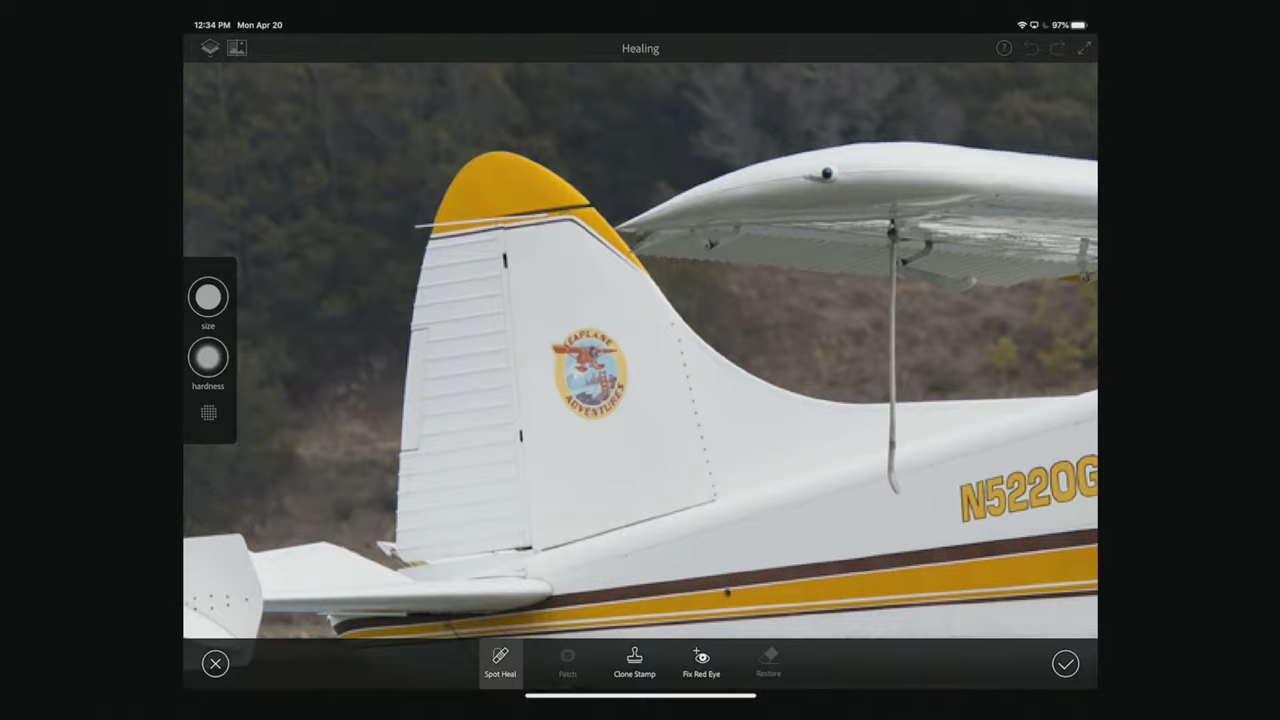 12:34 PM Mon Apr 20
97%
Healing
size
hardness
SEAPLANE
ADVENTURES
N5220G
Spot Heal
Patch
Clone Stamp
Fix Red Eye
Restore